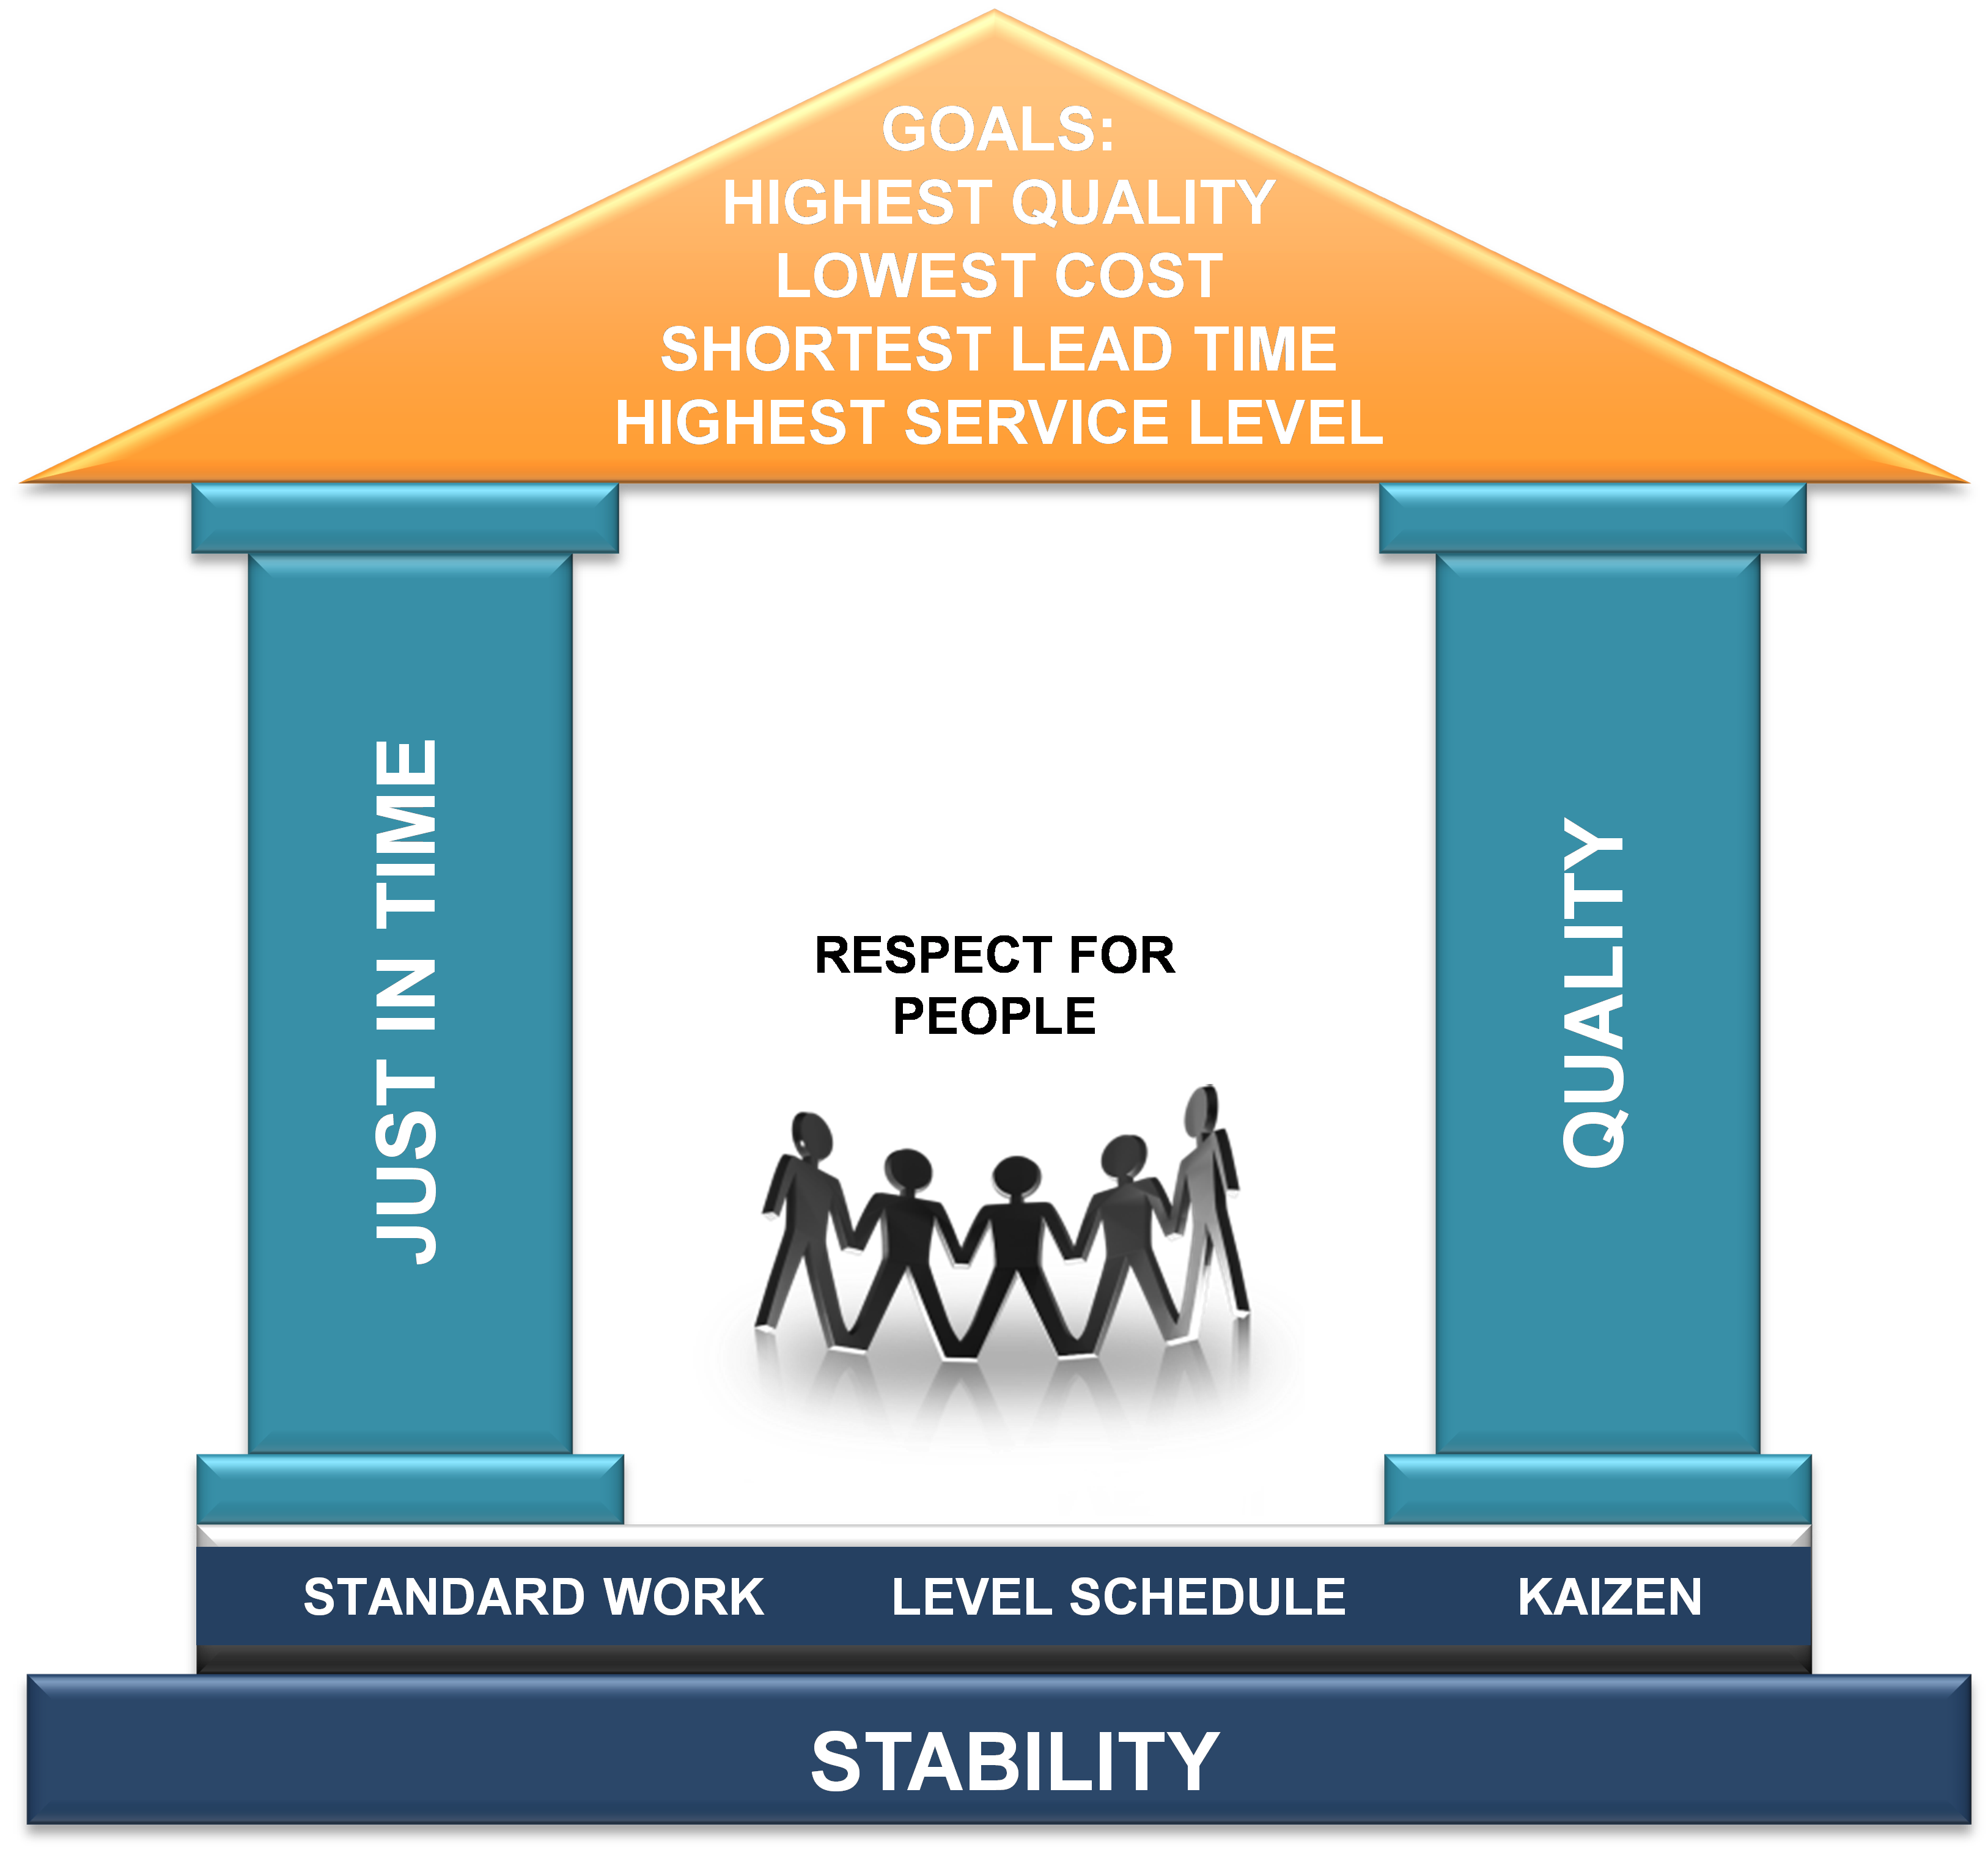 GOALS:
HIGHEST QUALITY
LOWEST COST
SHORTEST LEAD TIME
HIGHEST SERVICE LEVEL
JUST IN TIME
RESPECT FOR
PEOPLE
QUALITY
STANDARD WORK LEVEL SCHEDULE KAIZEN
STABILITY